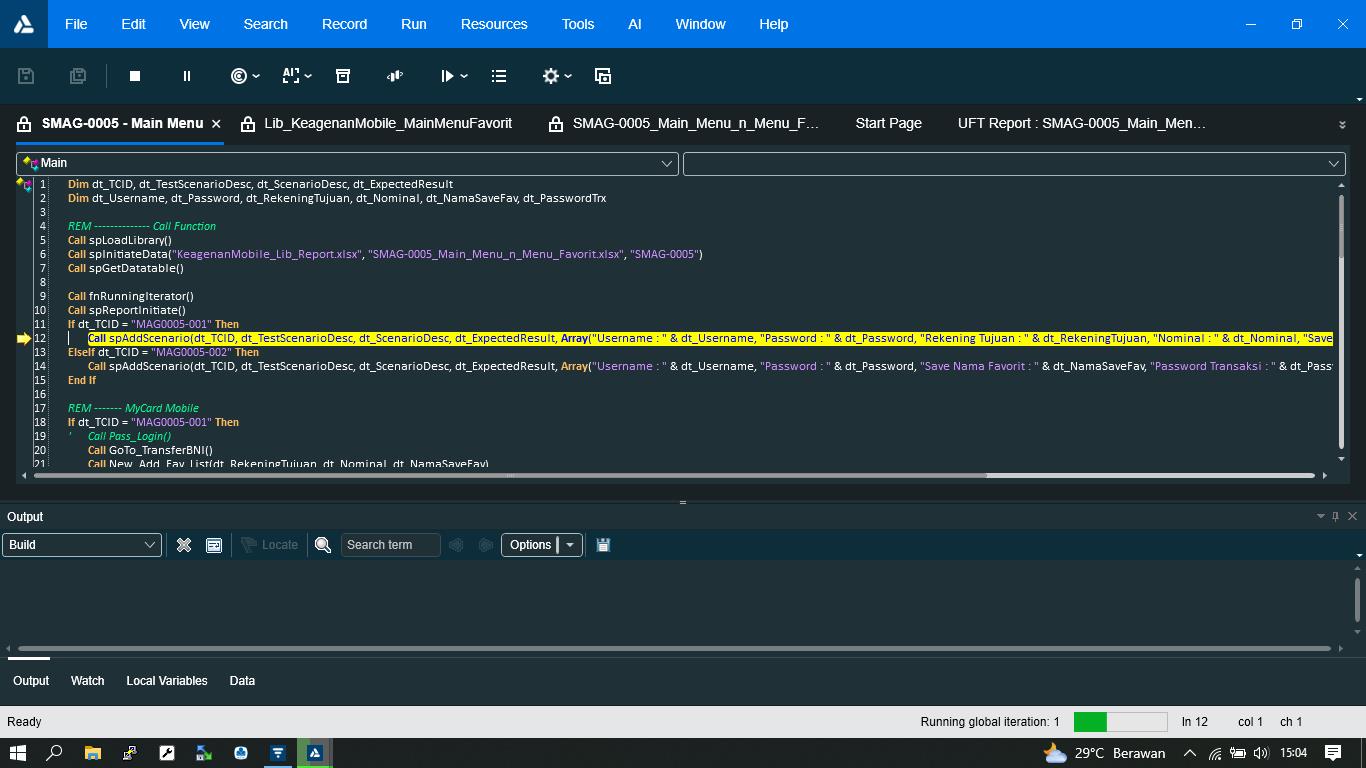 File Edit View Search Record Run Resources Tools AI Window Help
SMAG-0005 - Main Menu × Lib_KeagenanMobile_MainMenuFavorit SMAG-0005_Main_Menu_n_Menu_F... Start Page UFT Report : SMAG-0005_Main_Men...
Main
1 Dim dt_TCID, dt_TestScenarioDesc, dt_ScenarioDesc, dt_ExpectedResult
2 Dim dt_Username, dt_Password, dt_RekeningTujuan, dt_Nominal, dt_NamaSaveFav, dt_PasswordTrx
3
4 REM -------------- Call Function
5 Call spLoadLibrary()
6 Call spInitiateData("KeagenanMobile_Lib_Report.xlsx", "SMAG-0005_Main_Menu_n_Menu_Favorit.xlsx", "SMAG-0005")
7 Call spGetDatatable()
8
9 Call fnRunningIterator()
10 Call spReportInitiate()
11 If dt_TCID = "MAG0005-001" Then
12 Call spAddScenario(dt_TCID, dt_TestScenarioDesc, dt_ScenarioDesc, dt_ExpectedResult, Array("Username : " & dt_Username, "Password : " & dt_Password, "Rekening Tujuan : " & dt_RekeningTujuan, "Nominal : " & dt_Nominal, "Save
13 ElseIf dt_TCID = "MAG0005-002" Then
14 Call spAddScenario(dt_TCID, dt_TestScenarioDesc, dt_ScenarioDesc, dt_ExpectedResult, Array("Username : " & dt_Username, "Password : " & dt_Password, "Save Nama Favorit : " & dt_NamaSaveFav, "Password Transaksi : " & dt_Pass
15 End If
16
17 REM ------- MyCard Mobile
18 If dt_TCID = "MAG0005-001" Then
19 ' Call Pass_Login()
20 Call GoTo_TransferBNI()
21 Call New_Add_Fav_List(dt_RekeningTujuan, dt_Nominal, dt_NamaSaveFav)
Output
Build Locate Search term Options
Output Watch Local Variables Data
Ready Running global iteration: 1 ln 12 col 1 ch 1
29°C Berawan 15:04